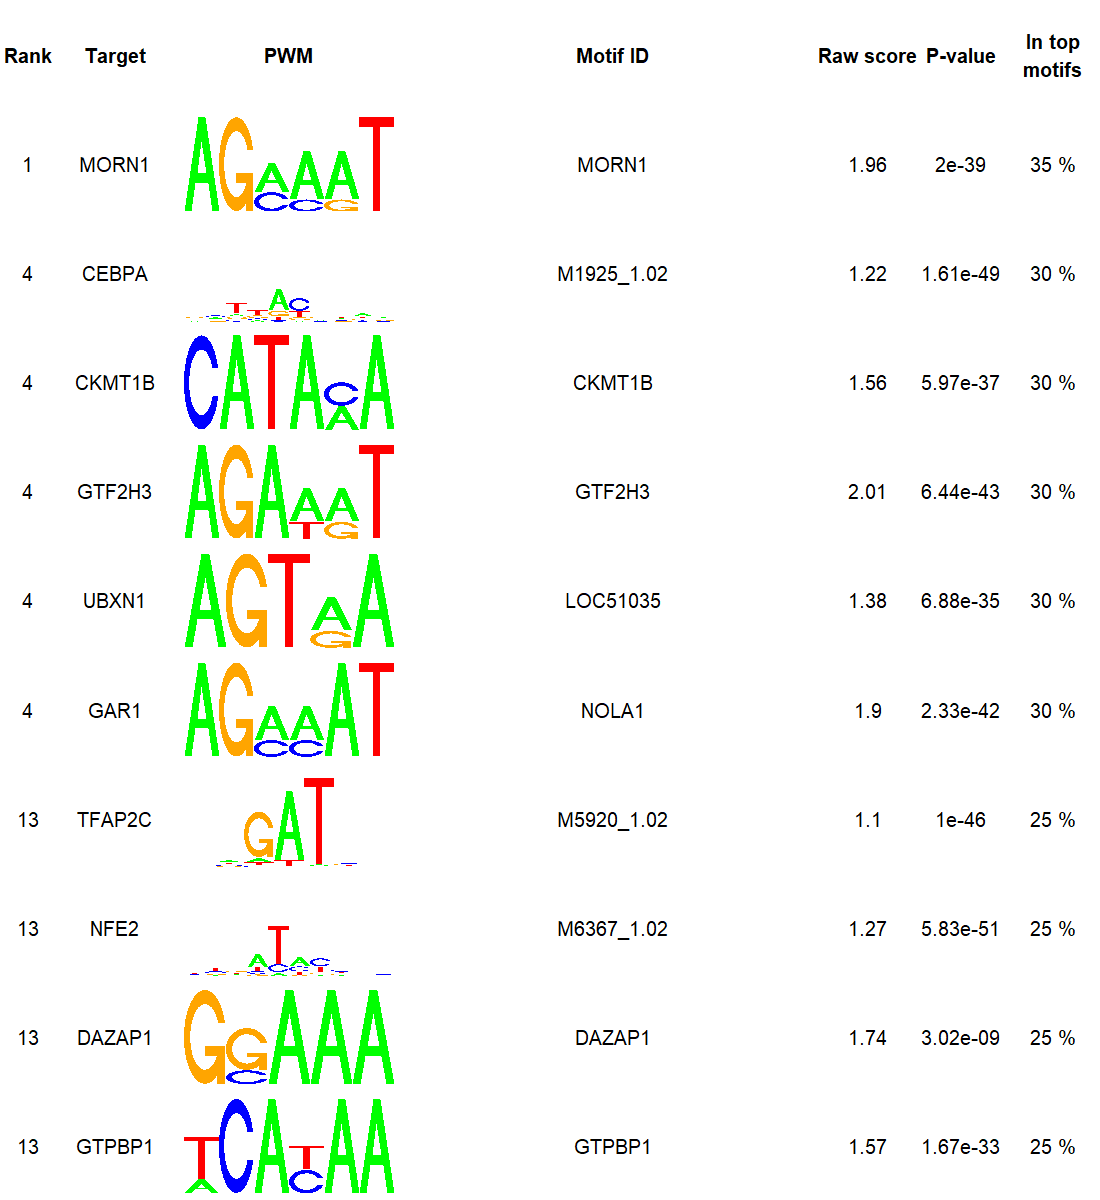 Rank Target PWM Motif ID Raw score P-value In top motifs
1 MORN1 MORN1 1.96 2e-39 35 %
4 CEBPA M1925_1.02 1.22 1.61e-49 30 %
4 CKMT1B CKMT1B 1.56 5.97e-37 30 %
4 GTF2H3 GTF2H3 2.01 6.44e-43 30 %
4 UBXN1 LOC51035 1.38 6.88e-35 30 %
4 GAR1 NOLA1 1.9 2.33e-42 30 %
13 TFAP2C M5920_1.02 1.1 1e-46 25 %
13 NFE2 M6367_1.02 1.27 5.83e-51 25 %
13 DAZAP1 DAZAP1 1.74 3.02e-09 25 %
13 GTPBP1 GTPBP1 1.57 1.67e-33 25 %